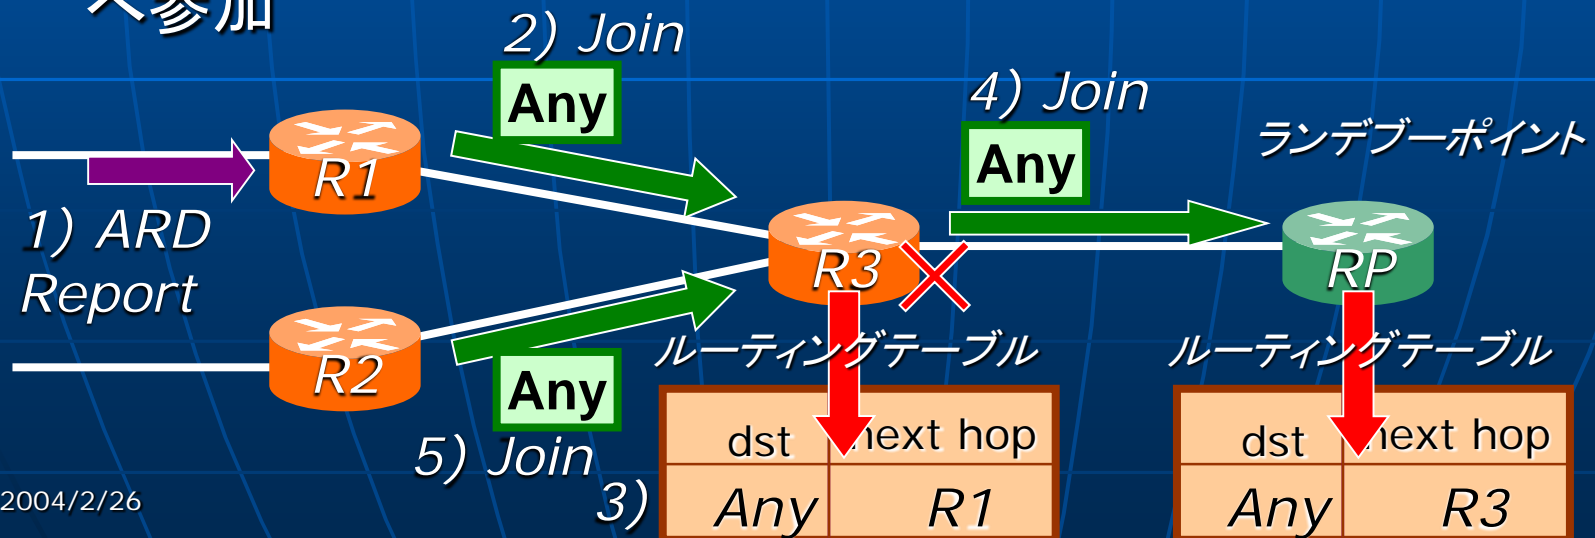 へ参加
2) Join
Any
4) Join
Any
ランデブーポイント
R1
1) ARD
Report
R3
RP
R2
Any
5) Join
ルーティングテーブル
ルーティングテーブル
dst next hop
Any R1
dst next hop
Any R3
3)
2004/2/26